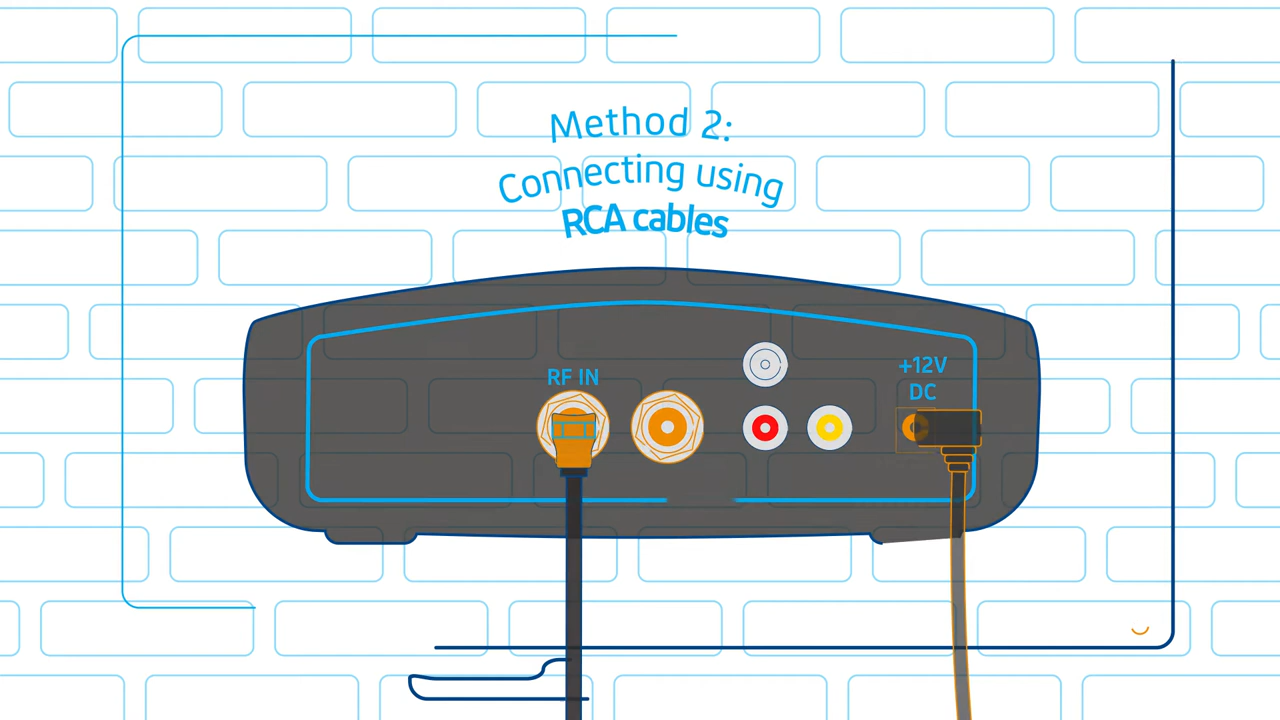 Method 2:
Connecting using
RCA cables
RF IN
+12V
DC